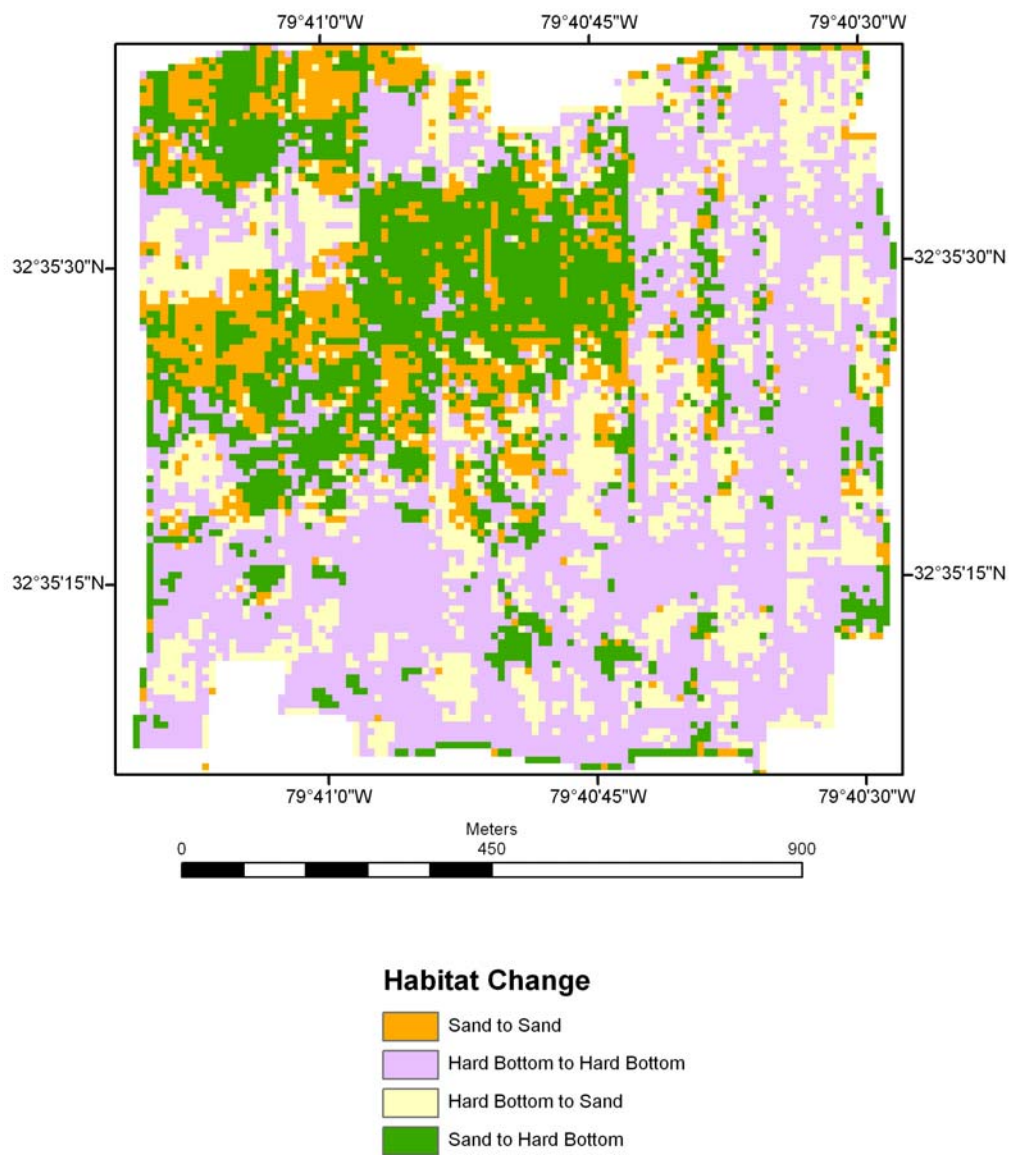 79°41'0"W 79°40'45"W 79°40'30"W
32°35'30"N 32°35'30"N
32°35'15"N 32°35'15"N
79°41'0"W 79°40'45"W 79°40'30"W
Meters
0 450 900
Habitat Change
Sand to Sand
Hard Bottom to Hard Bottom
Hard Bottom to Sand
Sand to Hard Bottom